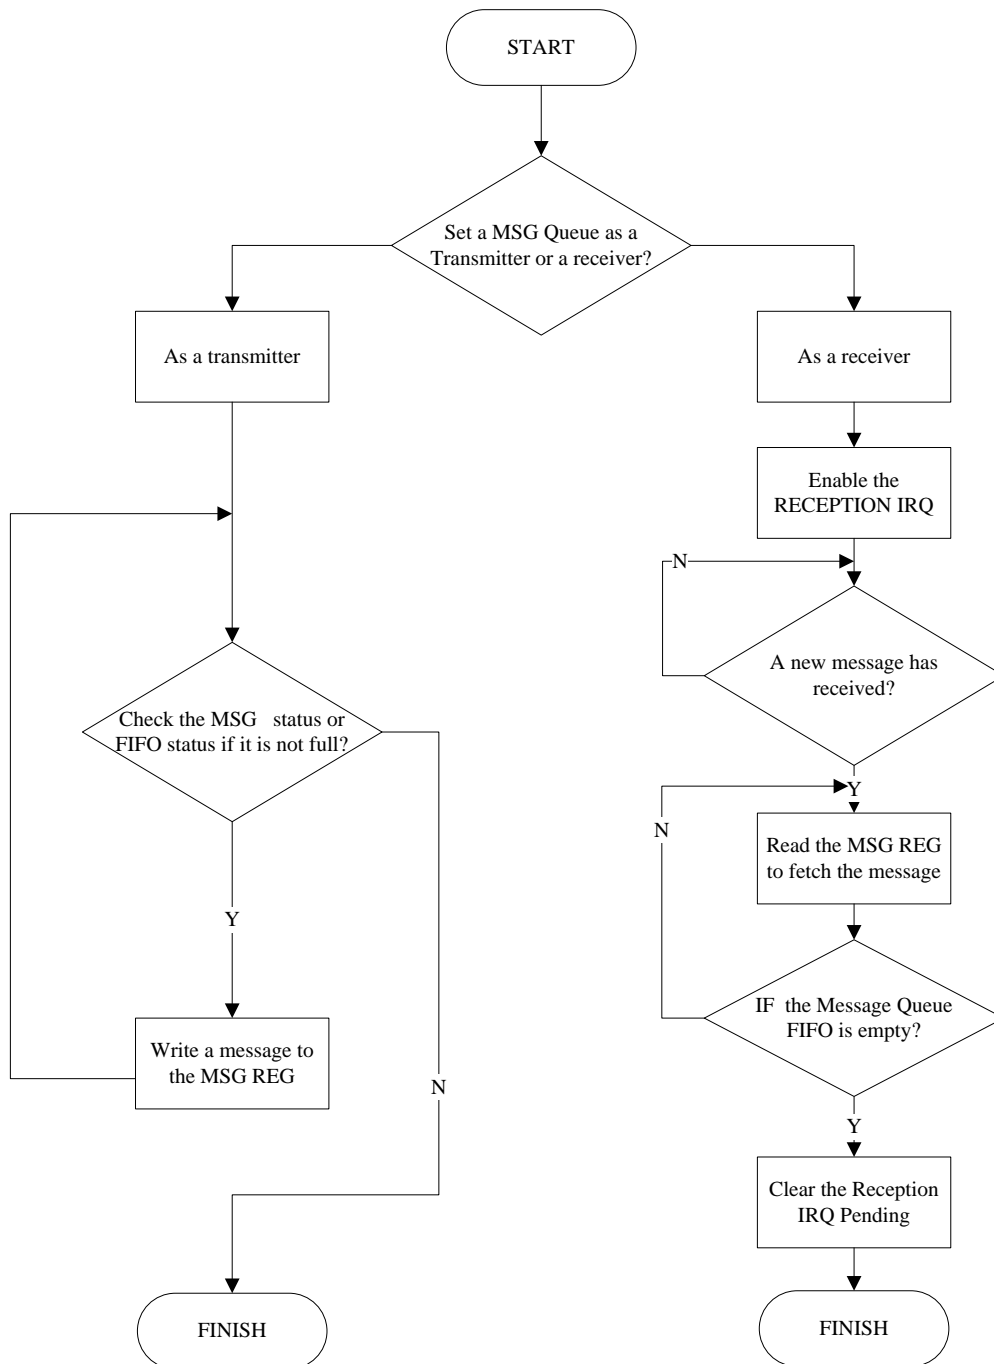 START
Set a MSG Queue as a
Transmitter or a receiver?
As a transmitter
As a receiver
Enable the
RECEPTION IRQ
N
A new message has
received?
Check the MSG status or
FIFO status if it is not full?
Y
N
Read the MSG REG
to fetch the message
Y
IF the Message Queue
FIFO is empty?
Write a message to
the MSG REG
N
Y
Clear the Reception
IRQ Pending
FINISH
FINISH